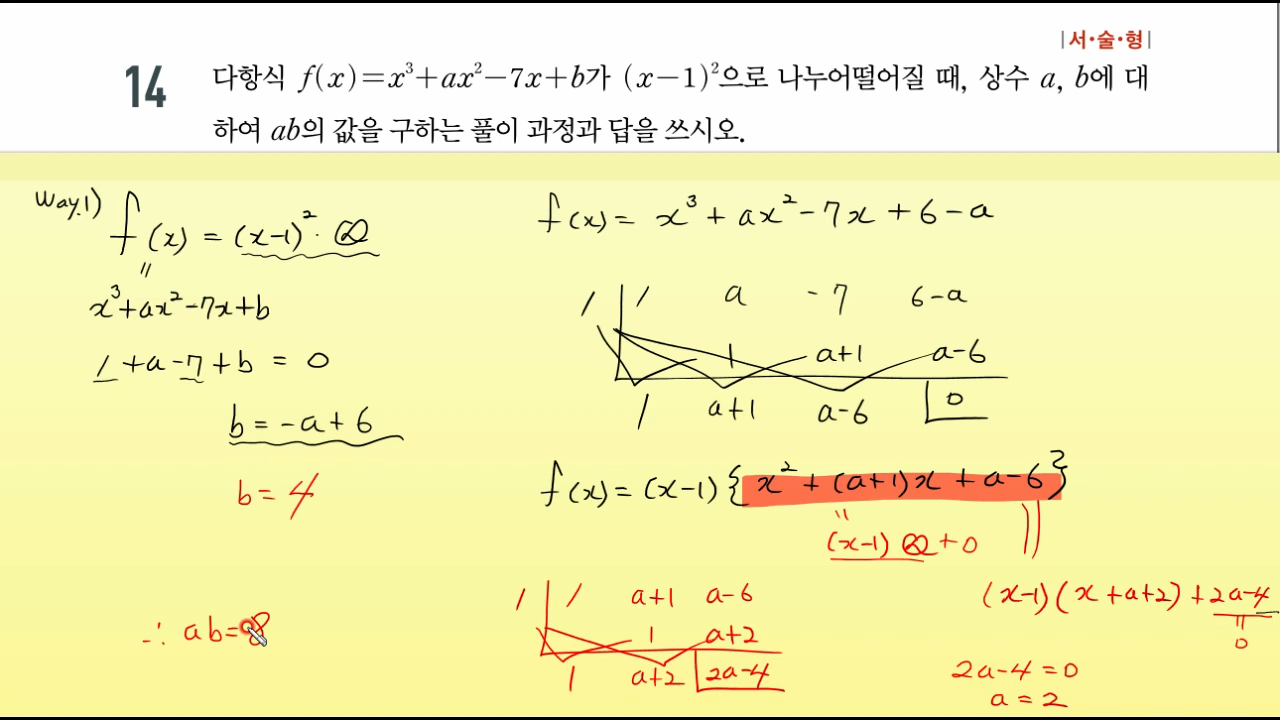 |서·술·형|
14 다항식 f(x)=x³+ax²−7x+b가 (x−1)²으로 나누어떨어질 때, 상수 a, b에 대
하여 ab의 값을 구하는 풀이 과정과 답을 쓰시오.
Way.1)
f(x) = (x-1)² ·
"
x³+ax²-7x+b
1+a-7+b = 0
b = -a+6
b = 4
∴ ab=8
f(x) = x³+ax²-7x+6-a
1 1 a -7 6-a
1 a+1 a-6
1 a+1 a-6 0
f(x) = (x-1){x²+(a+1)x+a-6}
"
(x-1) +0
1 1 a+1 a-6
1 a+2
1 a+2 2a-4
(x-1)(x+a+2)+2a-4
"
0
2a-4=0
a=2